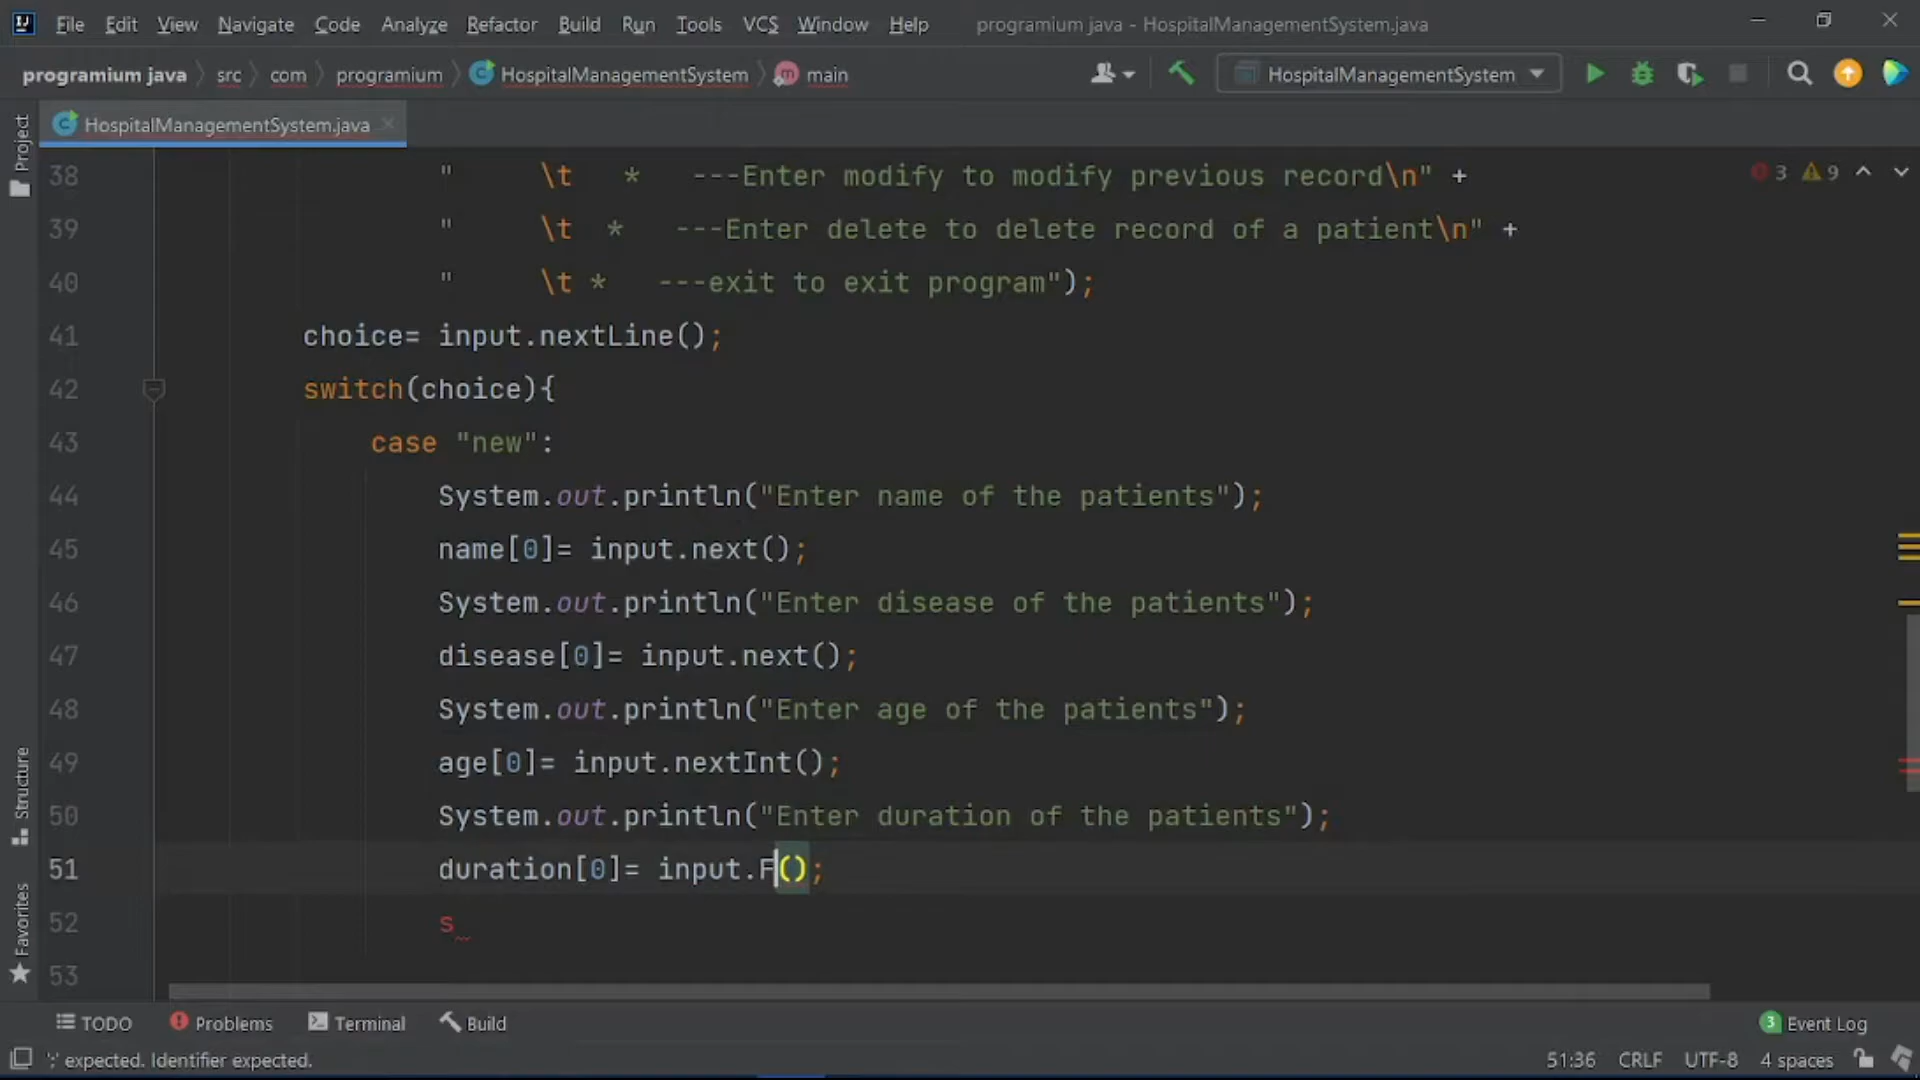 File Edit View Navigate Code Analyze Refactor Build Run Tools VCS Window Help programium java - HospitalManagementSystem.java
programium java src com programium HospitalManagementSystem main HospitalManagementSystem
HospitalManagementSystem.java
Project
38 "     \t   *   ---Enter modify to modify previous record\n" +
3 9
39 "     \t  *   ---Enter delete to delete record of a patient\n" +
40 "     \t *   ---exit to exit program");
41 choice= input.nextLine();
42 switch(choice){
43 case "new":
44 System.out.println("Enter name of the patients");
45 name[0]= input.next();
46 System.out.println("Enter disease of the patients");
47 disease[0]= input.next();
48 System.out.println("Enter age of the patients");
49 age[0]= input.nextInt();
50 System.out.println("Enter duration of the patients");
51 duration[0]= input.F();
52 s
53
Structure
Favorites
TODO Problems Terminal Build 3 Event Log
';' expected. Identifier expected. 51:36 CRLF UTF-8 4 spaces